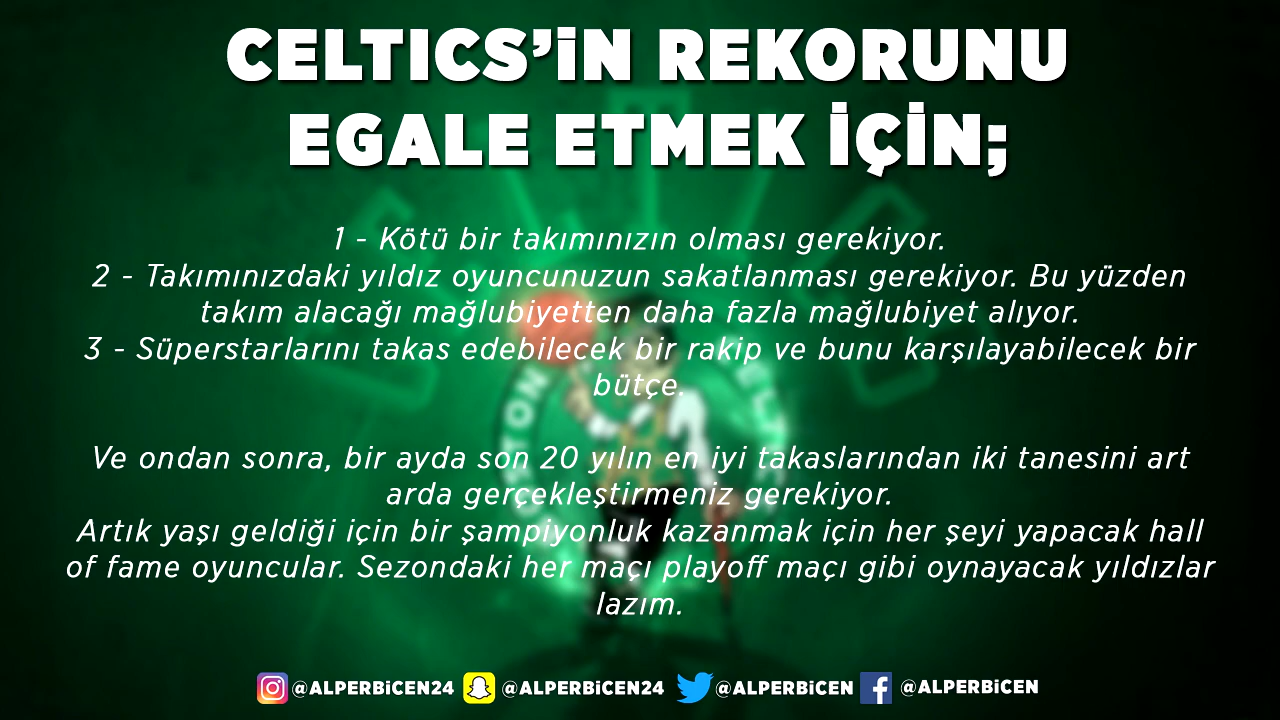 CELTICS’iN REKORUNU
EGALE ETMEK İÇİN;
1 - Kötü bir takımınızın olması gerekiyor.
2 - Takımınızdaki yıldız oyuncunuzun sakatlanması gerekiyor. Bu yüzden
takım alacağı mağlubiyetten daha fazla mağlubiyet alıyor.
3 - Süperstarlarını takas edebilecek bir rakip ve bunu karşılayabilecek bir
bütçe.
Ve ondan sonra, bir ayda son 20 yılın en iyi takaslarından iki tanesini art
arda gerçekleştirmeniz gerekiyor.
Artık yaşı geldiği için bir şampiyonluk kazanmak için her şeyi yapacak hall
of fame oyuncular. Sezondaki her maçı playoff maçı gibi oynayacak yıldızlar
lazım.
@ALPERBiCEN24 @ALPERBiCEN24 @ALPERBiCEN @ALPERBiCEN